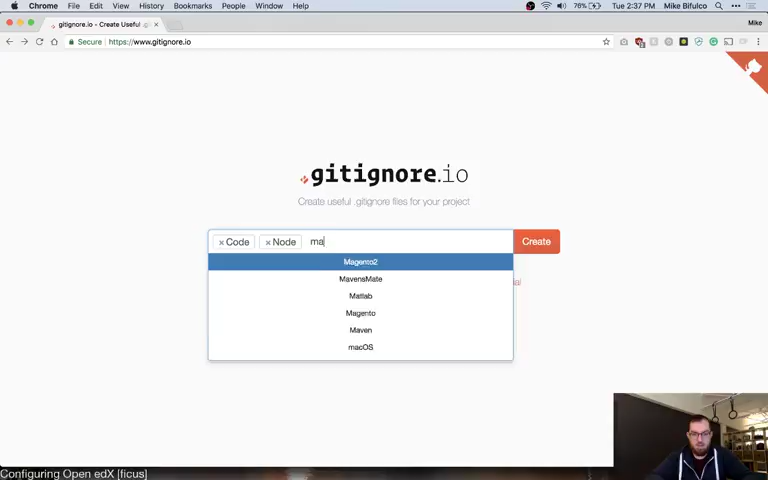 Chrome File Edit View History Bookmarks People Window Help 76% Tue 2:37 PM Mike Bifulco
gitignore.io - Create Useful .gi × Mike
Secure https://www.gitignore.io
.gitignore.io
Create useful .gitignore files for your project
× Code × Node ma Create
Magento2
MavensMate
Matlab
Magento
Maven
macOS
Configuring Open edX [ficus]